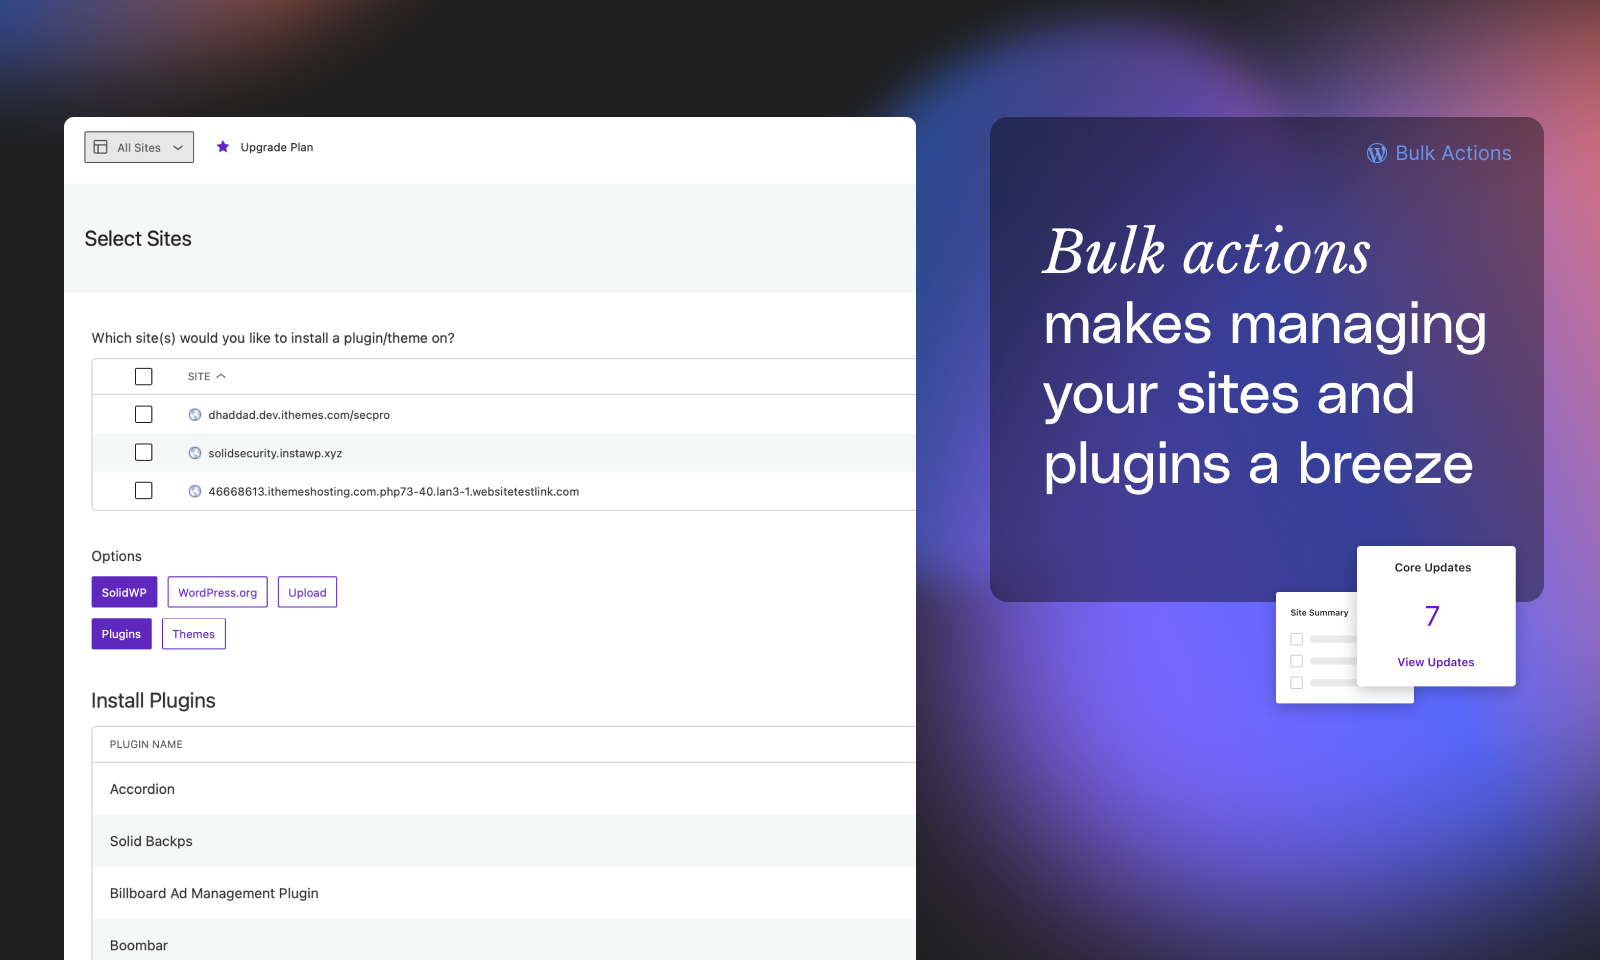 All Sites
Upgrade Plan
Select Sites
Which site(s) would you like to install a plugin/theme on?
SITE
dhaddad.dev.ithemes.com/secpro
solidsecurity.instawp.xyz
46668613.ithemeshosting.com.php73-40.lan3-1.websitetestlink.com
Options
SolidWP
WordPress.org
Upload
Plugins
Themes
Install Plugins
PLUGIN NAME
Accordion
Solid Backps
Billboard Ad Management Plugin
Boombar
Bulk Actions
Bulk actions
makes managing
your sites and
plugins a breeze
Core Updates
7
View Updates
Site Summary